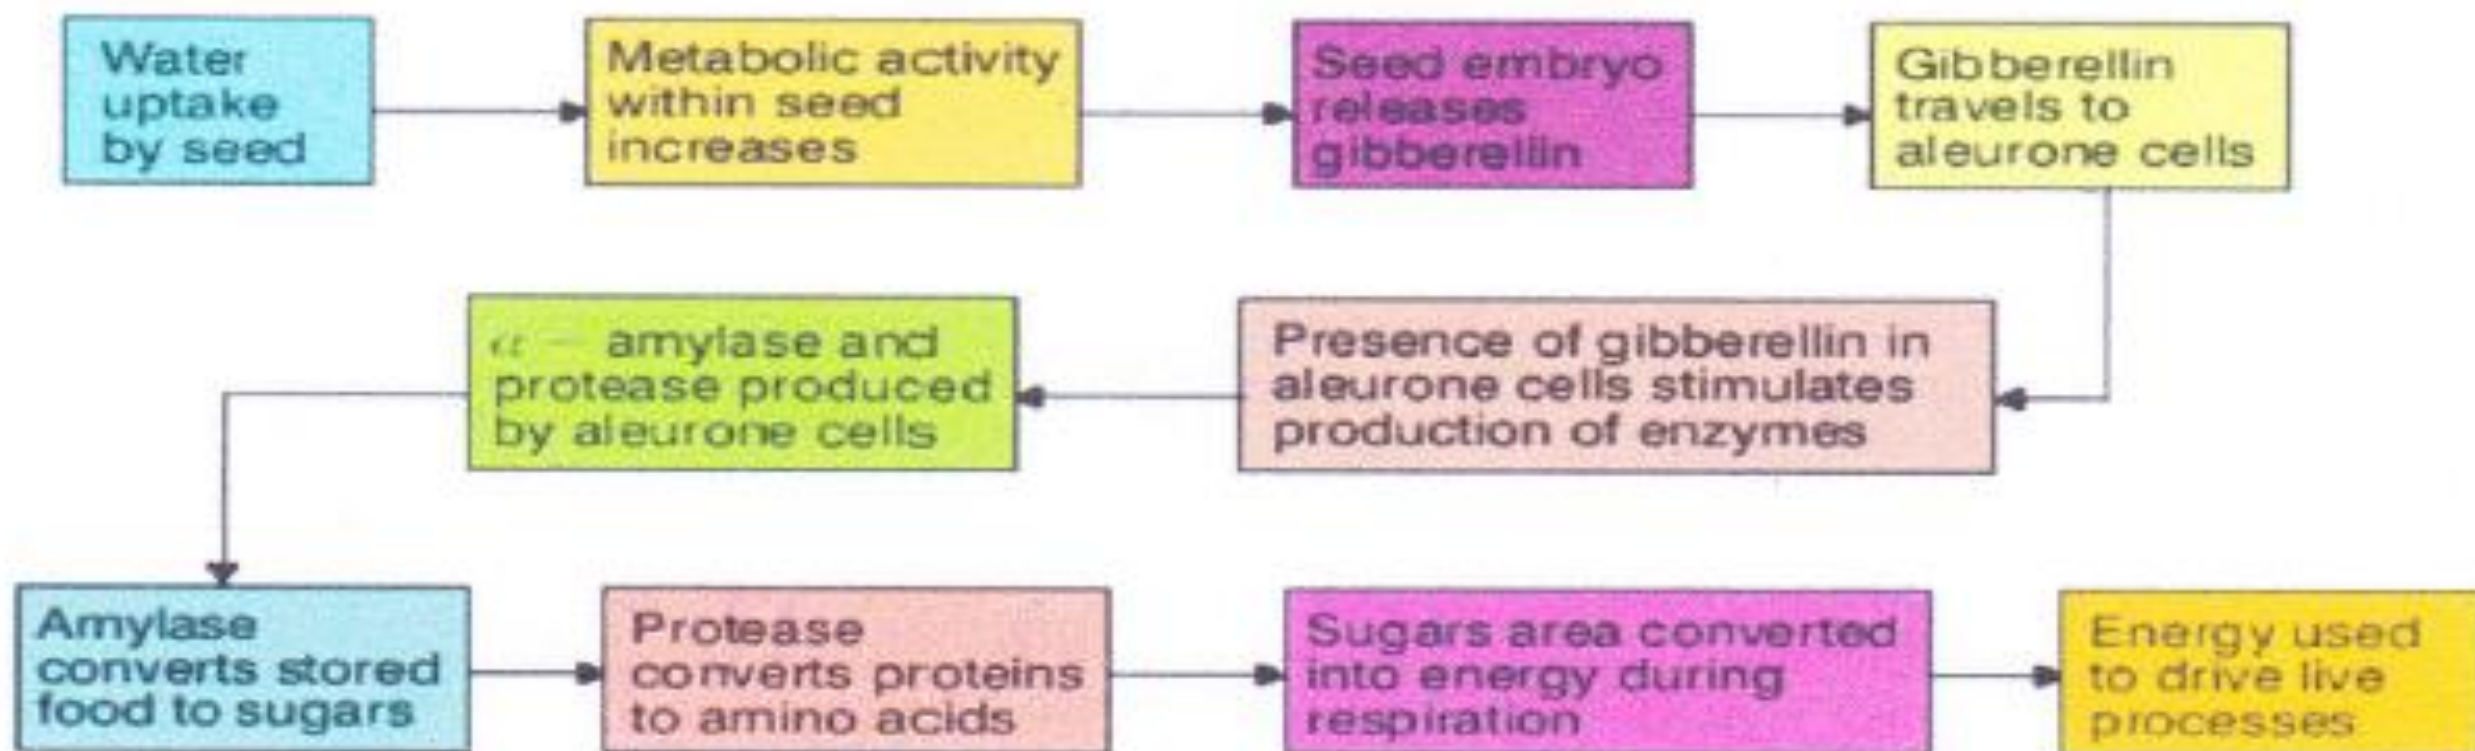 Water
uptake
by seed
Metabolic activity
within seed
increases
Seed embryo
releases
gibberellin
Gibberellin
travels to
aleurone cells
Presence of gibberellin in
aleurone cells stimulates
production of enzymes
α – amylase and
protease produced
by aleurone cells
Amylase
converts stored
food to sugars
Protease
converts proteins
to amino acids
Sugars area converted
into energy during
respiration
Energy used
to drive live
processes